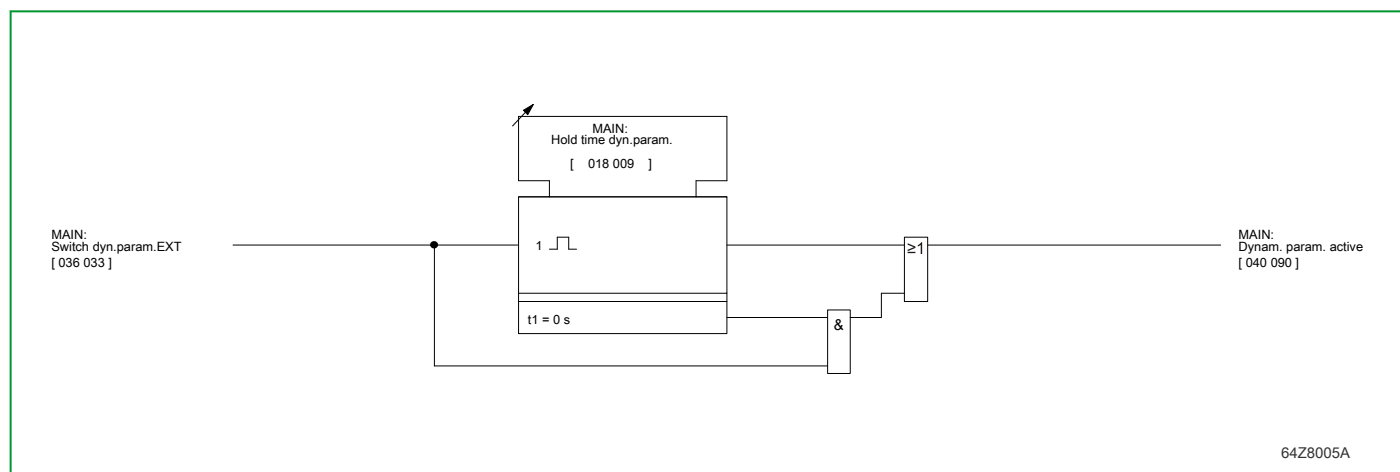 MAIN:
Hold time dyn.param.
[ 018 009 ]
MAIN:
Switch dyn.param.EXT
[ 036 033 ]
1
≥1
MAIN:
Dynam. param. active
[ 040 090 ]
t1 = 0 s
&
64Z8005A